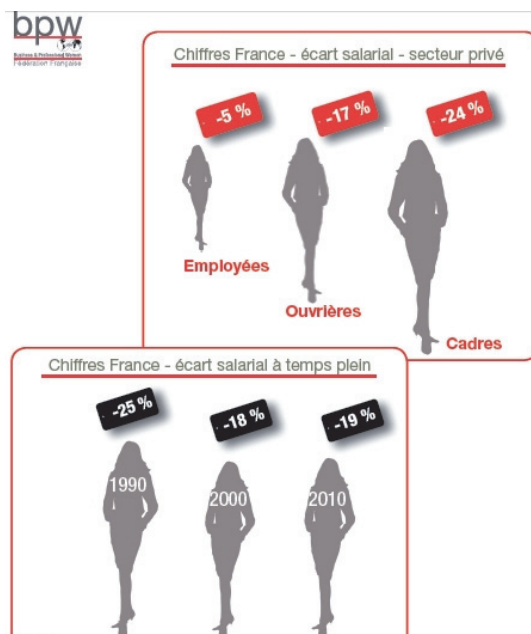 bpw
Business & Professional Women
Fédération Française
Chiffres France - écart salarial - secteur privé
-5 %
-17 %
-24 %
Employées
Ouvrières
Cadres
Chiffres France - écart salarial à temps plein
-25 %
-18 %
-19 %
1990
2000
2010